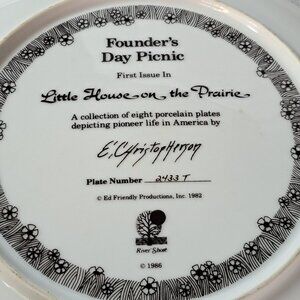 Founder's
Day Picnic
First Issue In
Little House on the Prairie
A collection of eight porcelain plates
depicting pioneer life in America by
E. Christopherson
Plate Number 2433 T
© Ed Friendly Productions, Inc. 1982
River Shore
© 1986